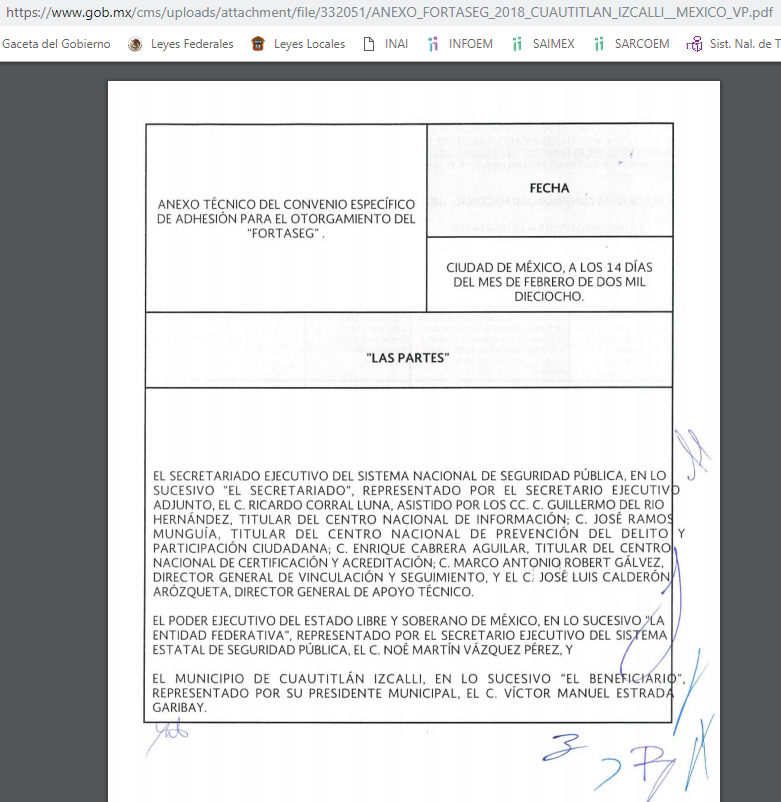 https://www.gob.mx/cms/uploads/attachment/file/332051/ANEXO_FORTASEG_2018_CUAUTITLAN_IZCALLI__MEXICO_VP.pdf
Gaceta del Gobierno Leyes Federales Leyes Locales INAI INFOEM SAIMEX SARCOEM Sist. Nal. de T
ANEXO TÉCNICO DEL CONVENIO ESPECÍFICO
DE ADHESIÓN PARA EL OTORGAMIENTO DEL
"FORTASEG" .
FECHA
CIUDAD DE MÉXICO, A LOS 14 DÍAS
DEL MES DE FEBRERO DE DOS MIL
DIECIOCHO.
"LAS PARTES"
EL SECRETARIADO EJECUTIVO DEL SISTEMA NACIONAL DE SEGURIDAD PÚBLICA, EN LO
SUCESIVO "EL SECRETARIADO", REPRESENTADO POR EL SECRETARIO EJECUTIVO
ADJUNTO, EL C. RICARDO CORRAL LUNA, ASISTIDO POR LOS CC. C. GUILLERMO DEL RIO
HERNÁNDEZ, TITULAR DEL CENTRO NACIONAL DE INFORMACIÓN; C. JOSÉ RAMOS
MUNGUÍA, TITULAR DEL CENTRO NACIONAL DE PREVENCIÓN DEL DELITO Y
PARTICIPACIÓN CIUDADANA; C. ENRIQUE CABRERA AGUILAR, TITULAR DEL CENTRO
NACIONAL DE CERTIFICACIÓN Y ACREDITACIÓN; C. MARCO ANTONIO ROBERT GÁLVEZ,
DIRECTOR GENERAL DE VINCULACIÓN Y SEGUIMIENTO, Y EL C. JOSÉ LUIS CALDERÓN
ARÓZQUETA, DIRECTOR GENERAL DE APOYO TÉCNICO.
EL PODER EJECUTIVO DEL ESTADO LIBRE Y SOBERANO DE MÉXICO, EN LO SUCESIVO "LA
ENTIDAD FEDERATIVA", REPRESENTADO POR EL SECRETARIO EJECUTIVO DEL SISTEMA
ESTATAL DE SEGURIDAD PÚBLICA, EL C. NOÉ MARTÍN VÁZQUEZ PÉREZ, Y
EL MUNICIPIO DE CUAUTITLÁN IZCALLI, EN LO SUCESIVO "EL BENEFICIARIO",
REPRESENTADO POR SU PRESIDENTE MUNICIPAL, EL C. VÍCTOR MANUEL ESTRADA
GARIBAY.